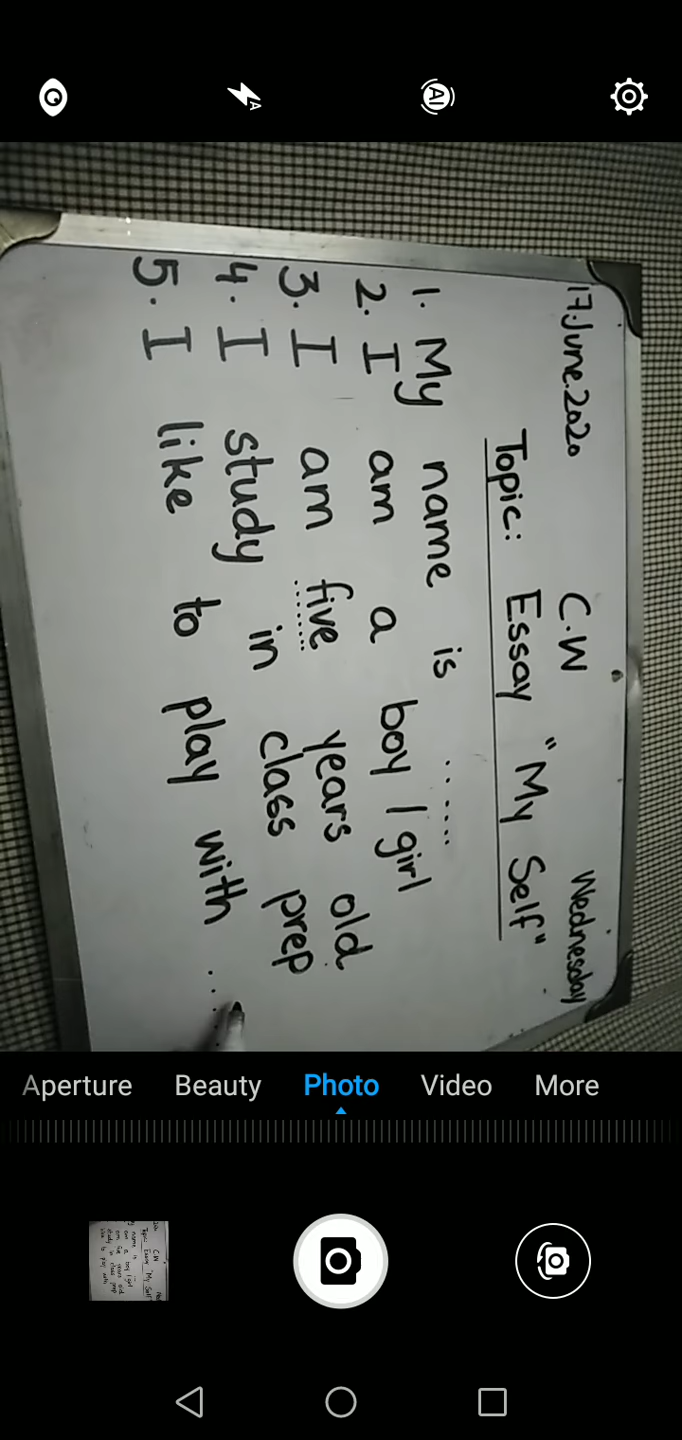 17.June.2020 C.W Wednesday
Topic: Essay "My Self"
1. My name is ......
2. I am a boy / girl
3. I am five years old
4. I study in class prep
5. I like to play with ....
Aperture Beauty Photo Video More